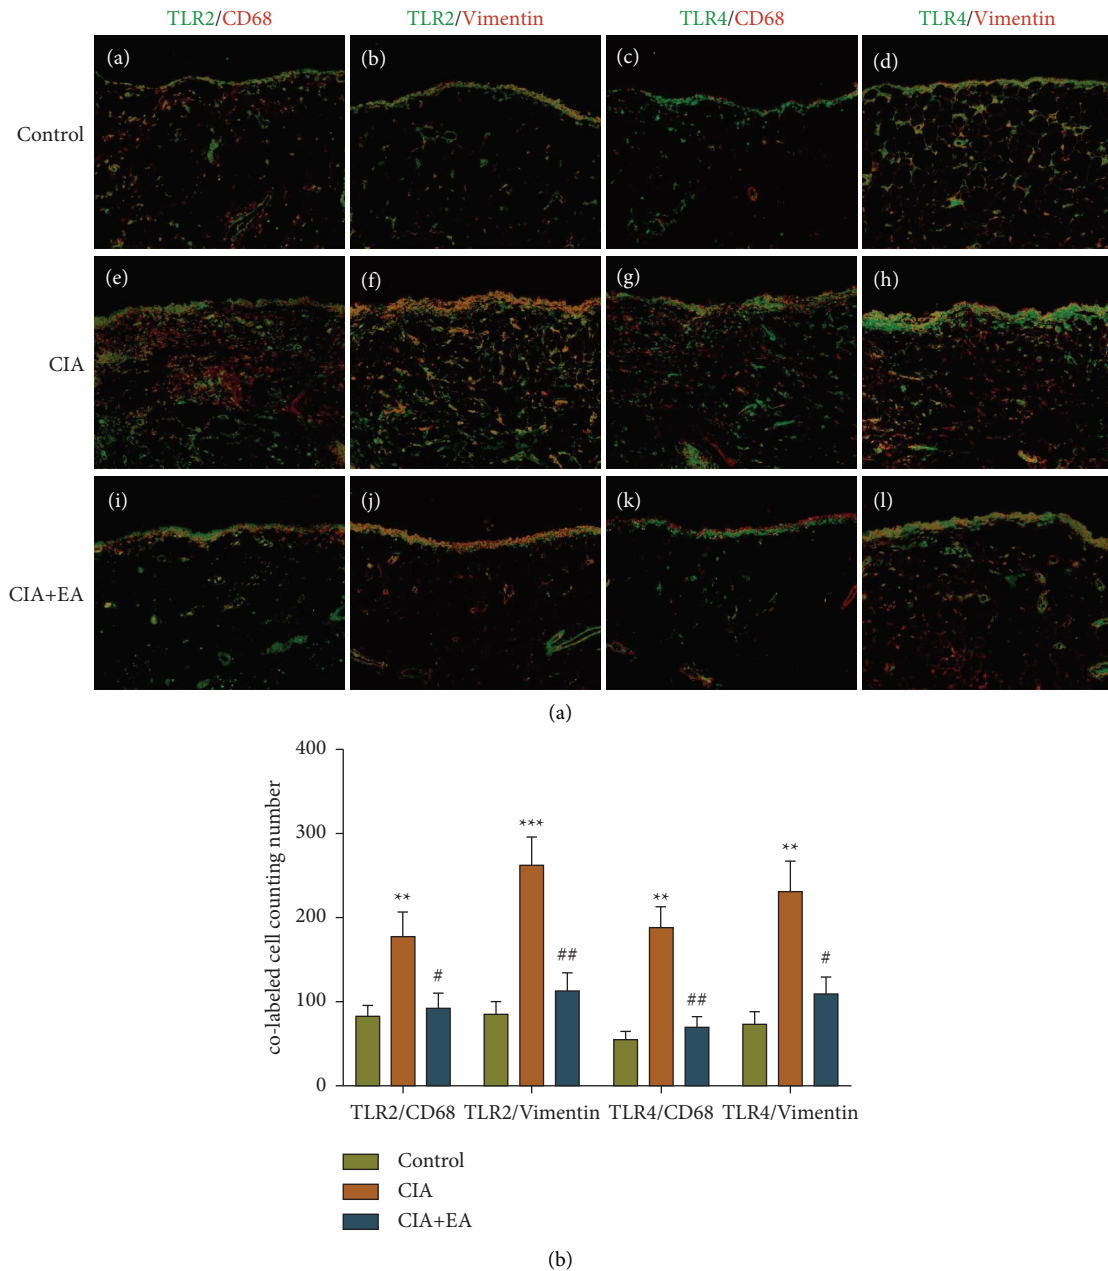 TLR2/CD68 TLR2/Vimentin TLR4/CD68 TLR4/Vimentin
Control (a) (b) (c) (d)
CIA (e) (f) (g) (h)
CIA+EA (i) (j) (k) (l)
(a)
co-labeled cell counting number
400
300
200
100
0
** *** ** **
# ## ## #
TLR2/CD68 TLR2/Vimentin TLR4/CD68 TLR4/Vimentin
Control
CIA
CIA+EA
(b)